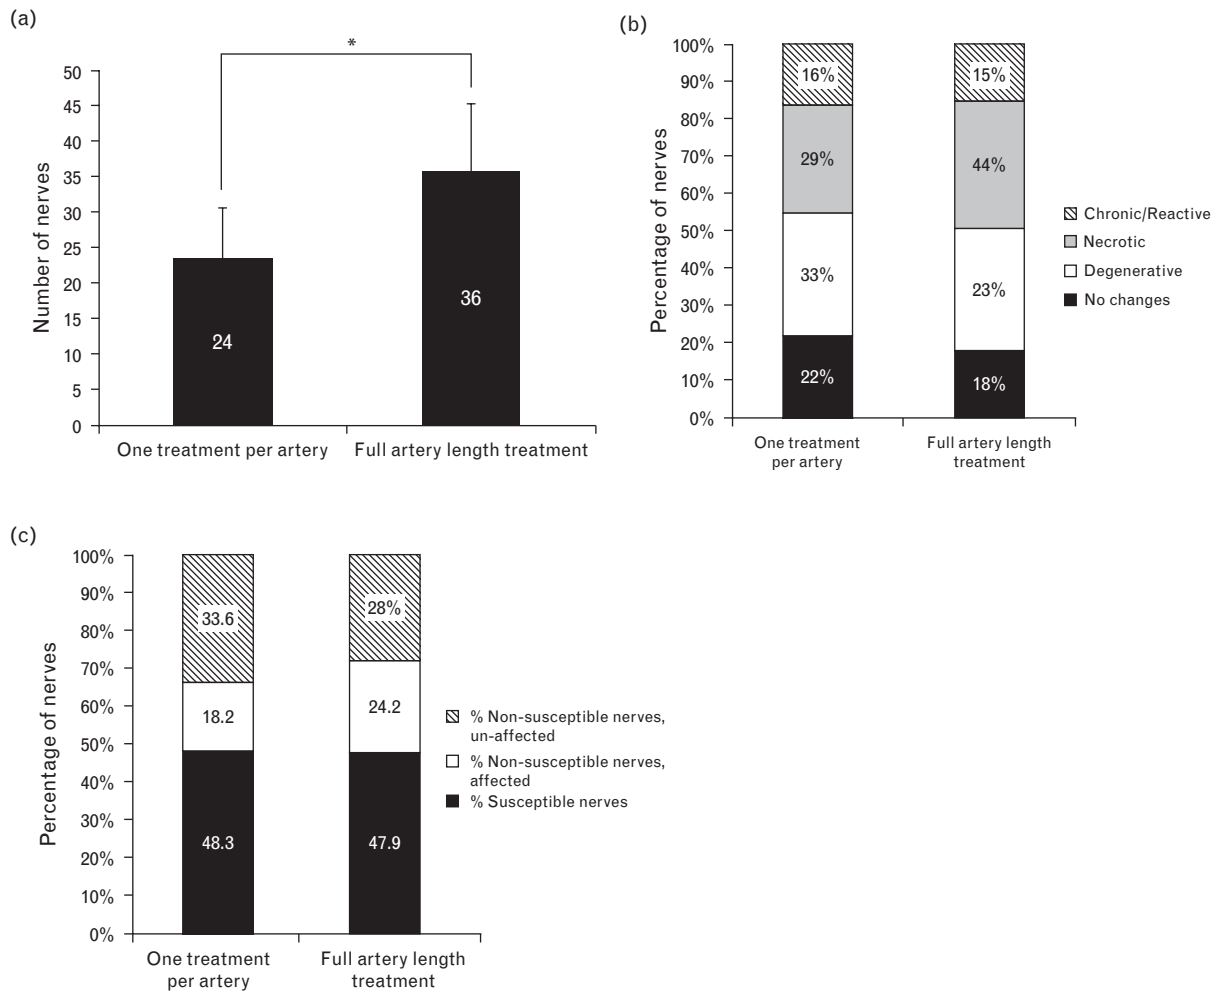 (a)
*
Number of nerves
50
45
40
35
30
25
20
15
10
5
0
24
36
One treatment per artery
Full artery length treatment
(b)
Percentage of nerves
100%
90%
80%
70%
60%
50%
40%
30%
20%
10%
0%
16%
29%
33%
22%
15%
44%
23%
18%
One treatment
per artery
Full artery length
treatment
Chronic/Reactive
Necrotic
Degenerative
No changes
(c)
Percentage of nerves
100%
90%
80%
70%
60%
50%
40%
30%
20%
10%
0%
33.6
18.2
48.3
28%
24.2
47.9
One treatment
per artery
Full artery length
treatment
% Non-susceptible nerves,
un-affected
% Non-susceptible nerves,
affected
% Susceptible nerves